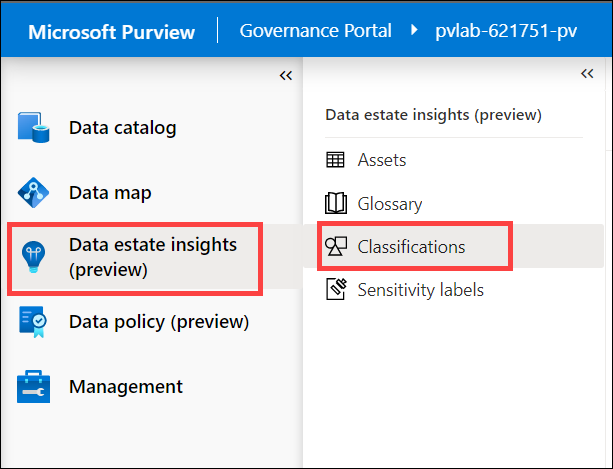 Microsoft Purview
Governance Portal
pvlab-621751-pv
Data catalog
Data map
Data estate insights
(preview)
Data policy (preview)
Management
Data estate insights (preview)
Assets
Glossary
Classifications
Sensitivity labels